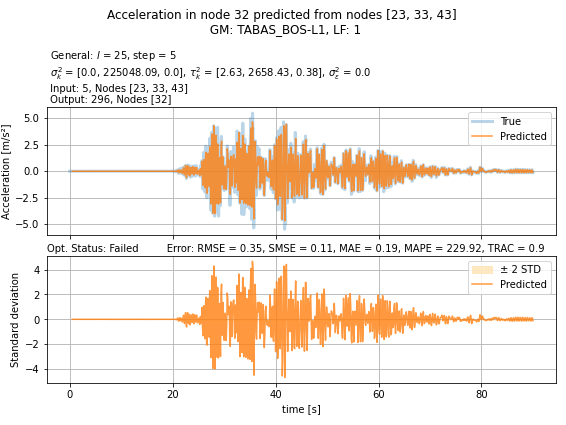 Acceleration in node 32 predicted from nodes [23, 33, 43]
GM: TABAS_BOS-L1, LF: 1
General: l = 25, step = 5
σ²ₖ = [0.0, 225048.09, 0.0], τ²ₖ = [2.63, 2658.43, 0.38], σ²ε = 0.0
Input: 5, Nodes [23, 33, 43]
Output: 296, Nodes [32]
5.0
2.5
0.0
−2.5
−5.0
Acceleration [m/s²]
True
Predicted
Opt. Status: Failed
Error: RMSE = 0.35, SMSE = 0.11, MAE = 0.19, MAPE = 229.92, TRAC = 0.9
4
2
0
−2
−4
Standard deviation
± 2 STD
Predicted
0
20
40
60
80
time [s]